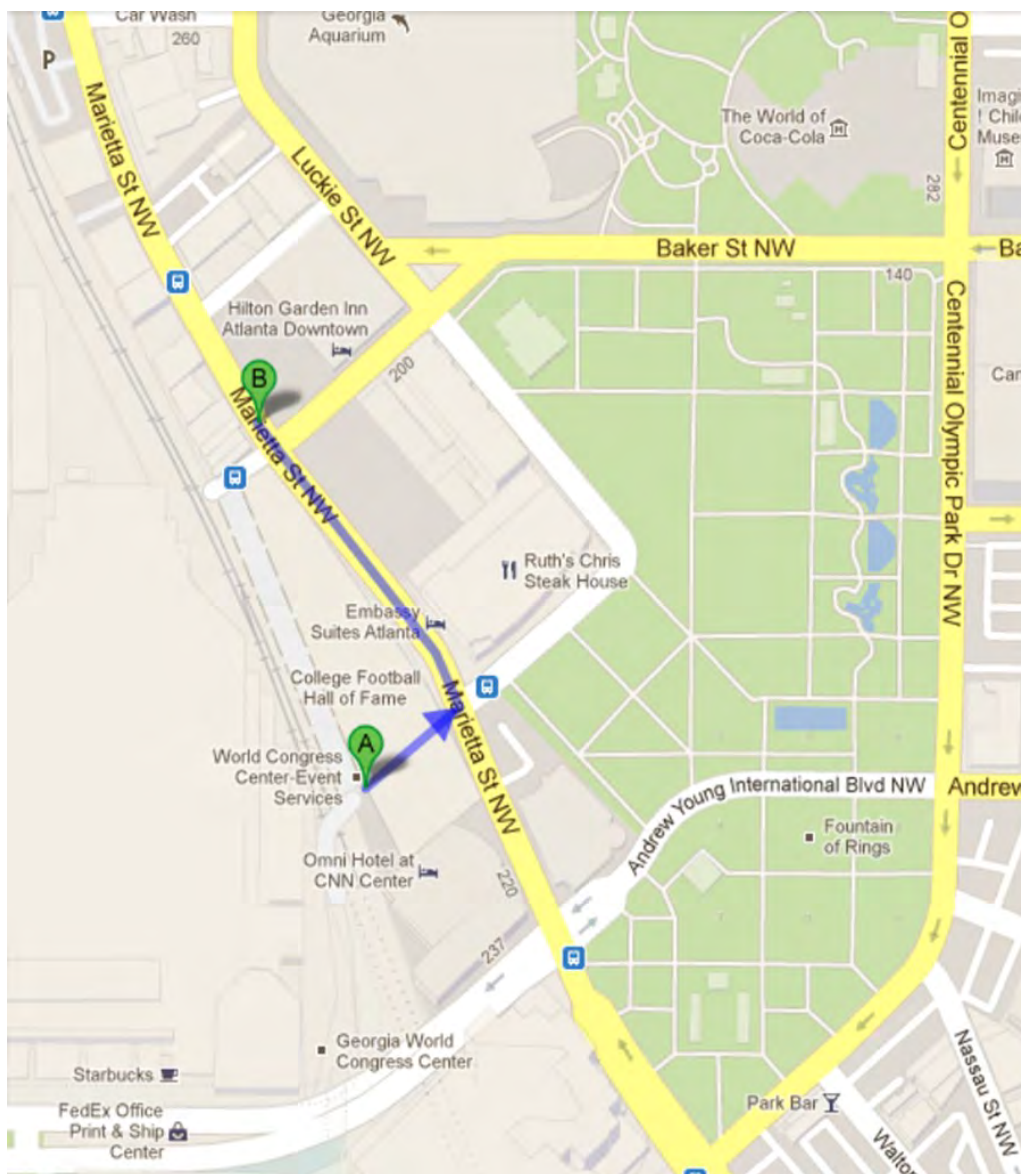 Car Wash
260
Georgia
Aquarium
P
Marietta St NW
Luckie St NW
The World of
Coca-Cola
Centennial O
Imagi
! Chil
Muse
282
Baker St NW
Ba
140
Hilton Garden Inn
Atlanta Downtown
200
B
Marietta St NW
Centennial Olympic Park Dr NW
Car
Ruth's Chris
Steak House
Embassy
Suites Atlanta
College Football
Hall of Fame
Marietta St NW
A
World Congress
Center-Event
Services
Andrew Young International Blvd NW
Andrew
Fountain
of Rings
Omni Hotel at
CNN Center
220
237
Georgia World
Congress Center
Starbucks
FedEx Office
Print & Ship
Center
Park Bar
Nassau St NW
Walton